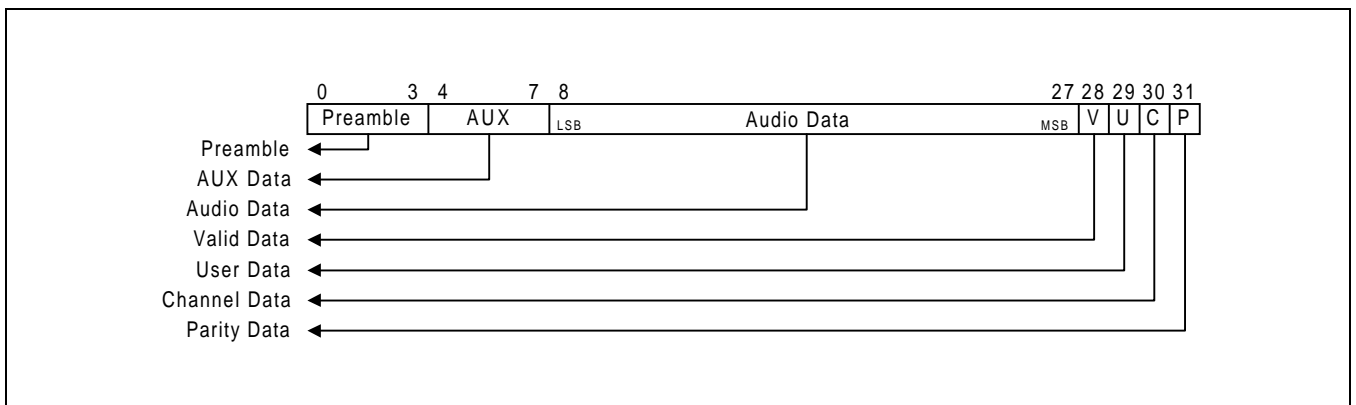 0 3 4 7 8 27 28 29 30 31
Preamble AUX LSB Audio Data MSB V U C P
Preamble
AUX Data
Audio Data
Valid Data
User Data
Channel Data
Parity Data